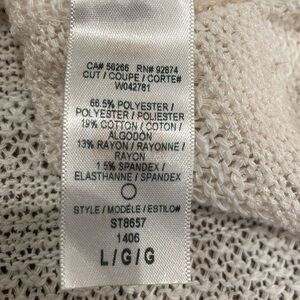 CA# 56266 RN# 92874
CUT / COUPE / CORTE#
W042781
66.5% POLYESTER /
POLYESTER / POLIESTER
19% COTTON / COTON /
ALGODÓN
13% RAYON / RAYONNE /
RAYON
1.5% SPANDEX /
ELASTHANNE / SPANDEX
STYLE / MODÈLE / ESTILO#
ST8657
1406
L / G / G